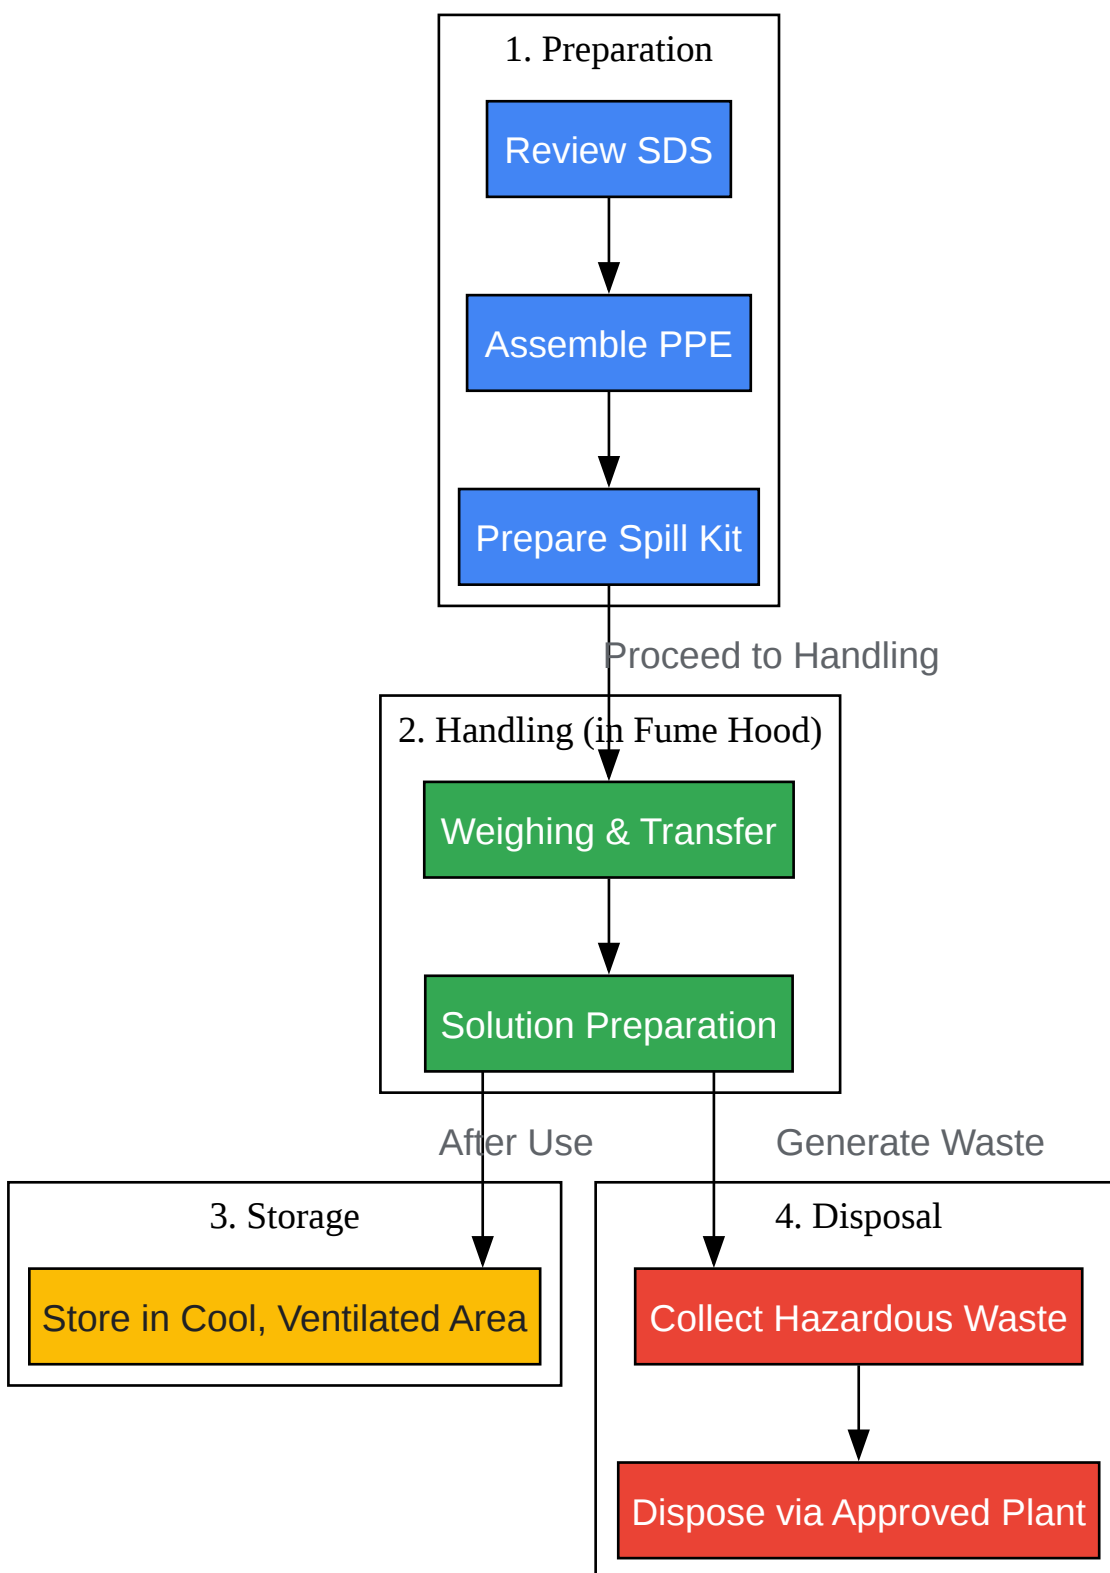 1. Preparation
Review SDS
Assemble PPE
Prepare Spill Kit
Proceed to Handling
2. Handling (in Fume Hood)
Weighing & Transfer
Solution Preparation
After Use
Generate Waste
3. Storage
Store in Cool, Ventilated Area
4. Disposal
Collect Hazardous Waste
Dispose via Approved Plant